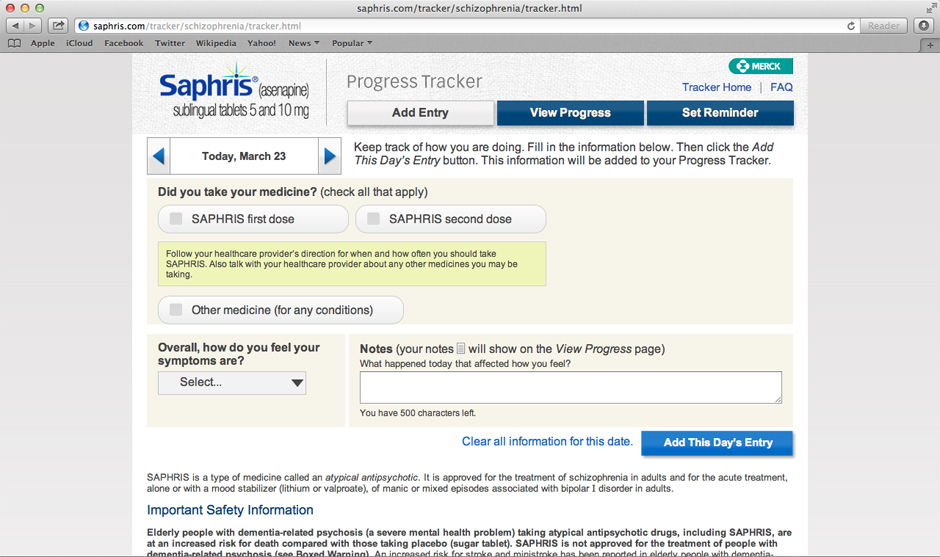 saphris.com/tracker/schizophrenia/tracker.html
saphris.com/tracker/schizophrenia/tracker.html
Reader
Apple iCloud Facebook Twitter Wikipedia Yahoo! News Popular
Saphris® (asenapine)
sublingual tablets 5 and 10 mg
Progress Tracker
MERCK
Tracker Home | FAQ
Add Entry View Progress Set Reminder
Today, March 23
Keep track of how you are doing. Fill in the information below. Then click the Add
This Day's Entry button. This information will be added to your Progress Tracker.
Did you take your medicine? (check all that apply)
SAPHRIS first dose SAPHRIS second dose
Follow your healthcare provider's direction for when and how often you should take
SAPHRIS. Also talk with your healthcare provider about any other medicines you may be
taking.
Other medicine (for any conditions)
Overall, how do you feel your
symptoms are?
Select...
Notes (your notes will show on the View Progress page)
What happened today that affected how you feel?
You have 500 characters left.
Clear all information for this date. Add This Day's Entry
SAPHRIS is a type of medicine called an atypical antipsychotic. It is approved for the treatment of schizophrenia in adults and for the acute treatment,
alone or with a mood stabilizer (lithium or valproate), of manic or mixed episodes associated with bipolar I disorder in adults.
Important Safety Information
Elderly people with dementia-related psychosis (a severe mental health problem) taking atypical antipsychotic drugs, including SAPHRIS, are
at an increased risk for death compared with those taking placebo (sugar tablet). SAPHRIS is not approved for the treatment of people with
dementia-related psychosis (see Boxed Warning). An increased risk for stroke and ministroke has been reported in elderly people with dementia-